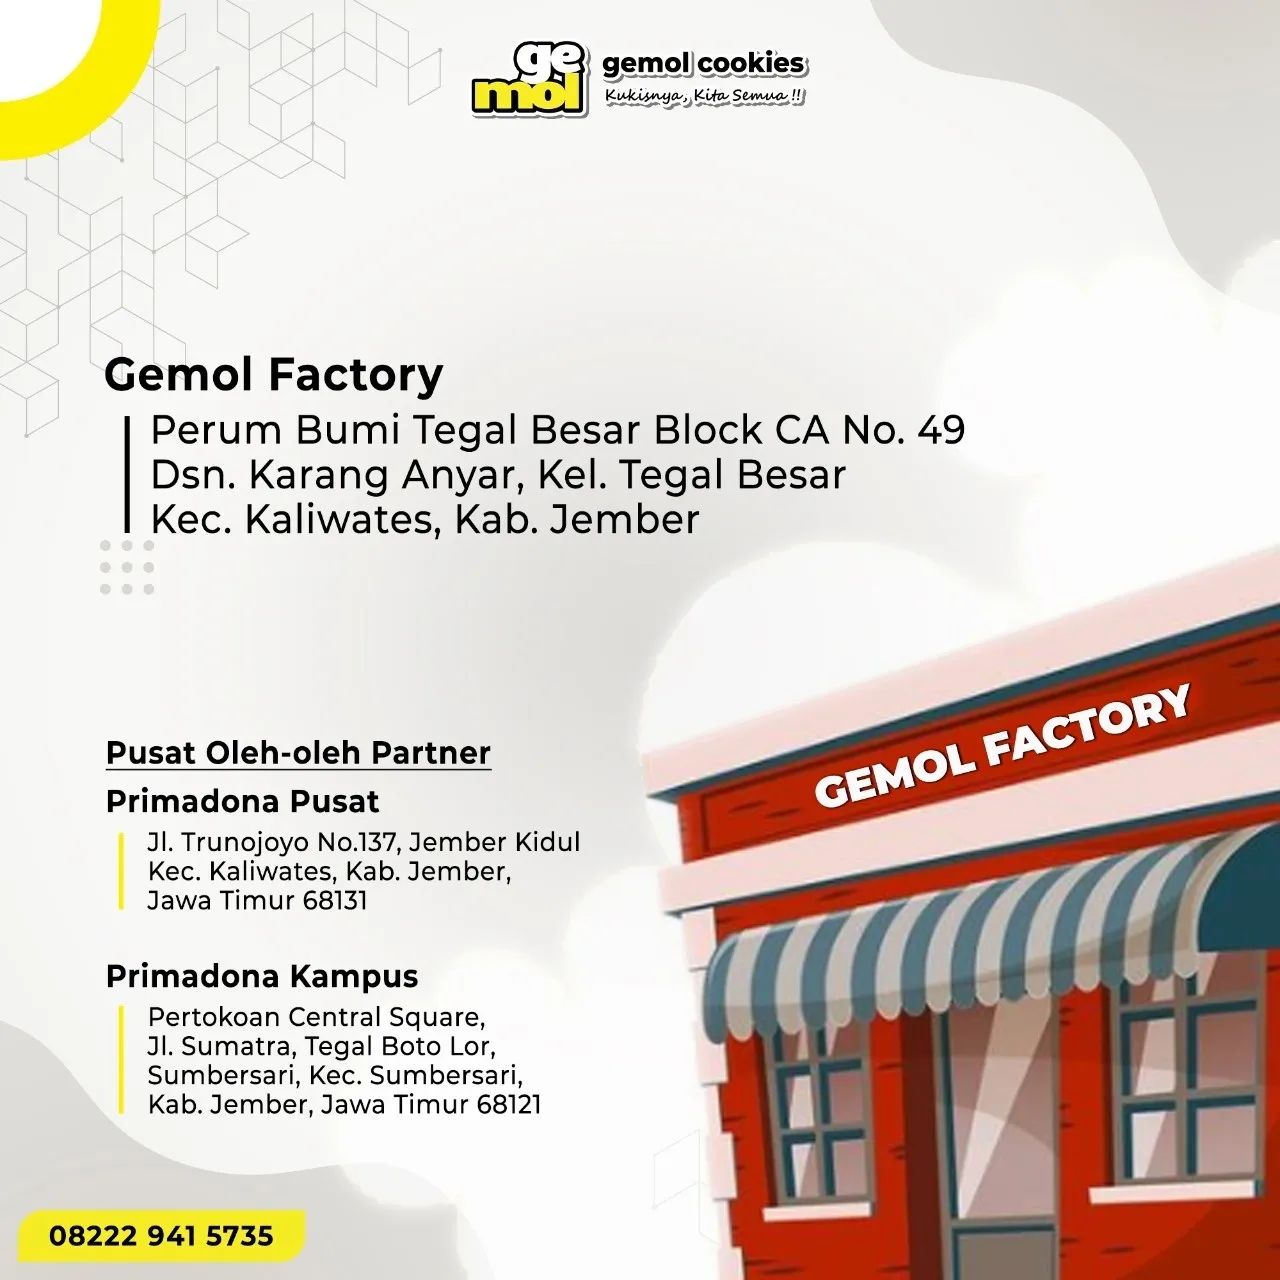 ge
mol
gemol cookies
Kukisnya, Kita Semua !!
Gemol Factory
Perum Bumi Tegal Besar Block CA No. 49
Dsn. Karang Anyar, Kel. Tegal Besar
Kec. Kaliwates, Kab. Jember
Pusat Oleh-oleh Partner
Primadona Pusat
Jl. Trunojoyo No.137, Jember Kidul
Kec. Kaliwates, Kab. Jember,
Jawa Timur 68131
Primadona Kampus
Pertokoan Central Square,
Jl. Sumatra, Tegal Boto Lor,
Sumbersari, Kec. Sumbersari,
Kab. Jember, Jawa Timur 68121
GEMOL FACTORY
08222 941 5735